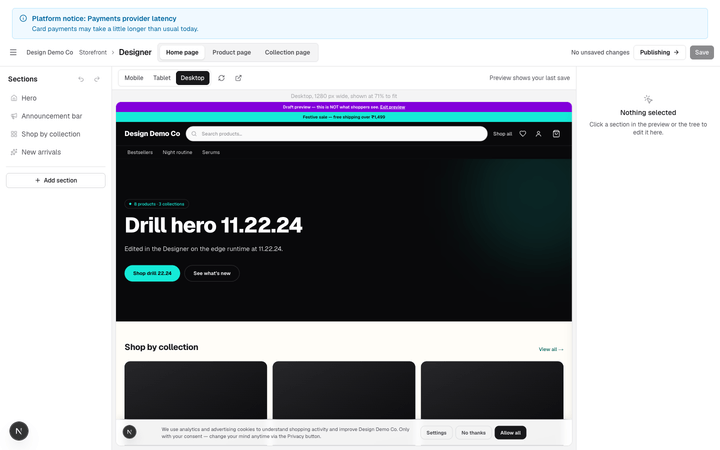 Platform notice: Payments provider latency
Card payments may take a little longer than usual today.
Design Demo Co Storefront > Designer
Home page Product page Collection page
No unsaved changes Publishing → Save
Sections
Hero
Announcement bar
Shop by collection
New arrivals
+ Add section
Mobile Tablet Desktop
Preview shows your last save
Desktop, 1280 px wide, shown at 71% to fit
Draft preview — this is NOT what shoppers see. Exit preview
Festive sale — free shipping over ₹1,499
Design Demo Co Search products… Shop all
Bestsellers Night routine Serums
6 products · 3 collections
Drill hero 11.22.24
Edited in the Designer on the edge runtime at 11.22.24.
Shop drill 22.24 See what's new
Shop by collection View all →
We use analytics and advertising cookies to understand shopping activity and improve Design Demo Co. Only
with your consent — change your mind anytime via the Privacy button.
Settings No thanks Allow all
Nothing selected
Click a section in the preview or the tree to
edit it here.
N
N